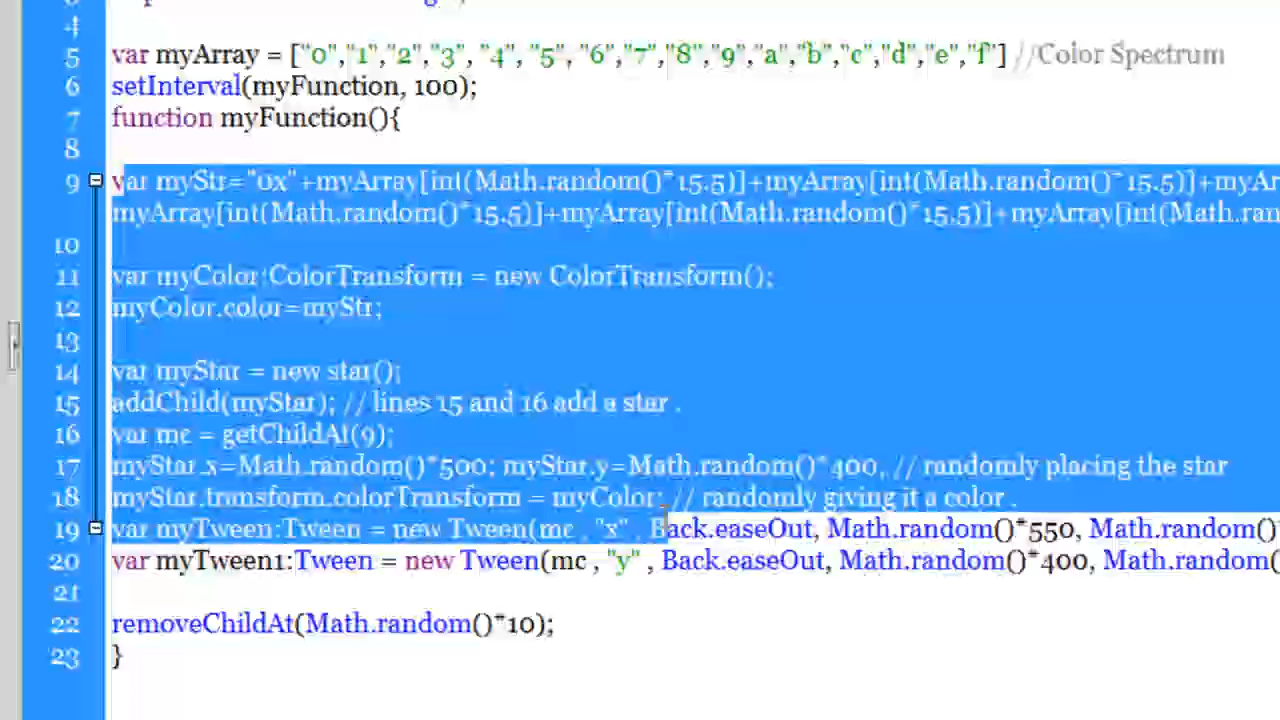 4
5 var myArray = ["0","1","2","3", "4", "5", "6","7","8","9","a","b","c","d","e","f"] //Color Spectrum
6 setInterval(myFunction, 100);
7 function myFunction(){
8
9 var myStr="0x"+myArray[int(Math.random()*15.5)]+myArray[int(Math.random()*15.5)]+myAr
myArray[int(Math.random()*15.5)]+myArray[int(Math.random()*15.5)]+myArray[int(Math.ran
10
11 var myColor:ColorTransform = new ColorTransform();
12 myColor.color=myStr;
13
14 var myStar = new star();
15 addChild(myStar); // lines 15 and 16 add a star .
16 var mc = getChildAt(9);
17 myStar.x=Math.random()*500; myStar.y=Math.random()*400, // randomly placing the star
18 myStar.transform.colorTransform = myColor; // randomly giving it a color .
19 var myTween:Tween = new Tween(mc , "x", Back.easeOut, Math.random()*550, Math.random()*
20 var myTween1:Tween = new Tween(mc ,"y" , Back.easeOut, Math.random()*400, Math.random(
21
22 removeChildAt(Math.random()*10);
23 }